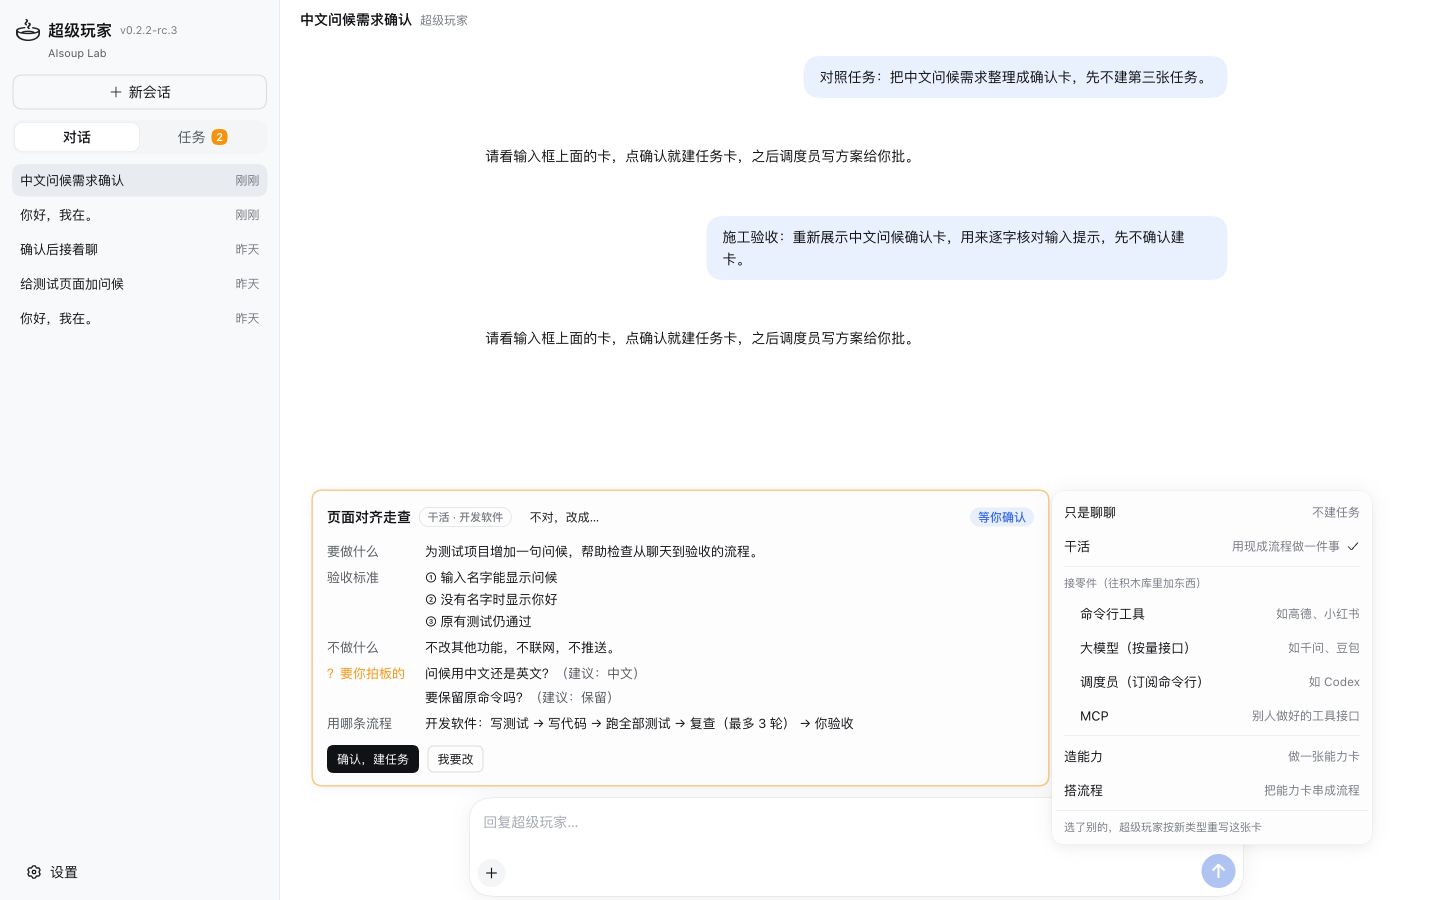 超级玩家 v0.2.2-rc.3
AIsoup Lab
+ 新会话
对话 任务 2
中文问候需求确认 刚刚
你好，我在。 刚刚
确认后接着聊 昨天
给测试页面加问候 昨天
你好，我在。 昨天
设置
中文问候需求确认 超级玩家
对照任务：把中文问候需求整理成确认卡，先不建第三张任务。
请看输入框上面的卡，点确认就建任务卡，之后调度员写方案给你批。
施工验收：重新展示中文问候确认卡，用来逐字核对输入提示，先不确认建
卡。
请看输入框上面的卡，点确认就建任务卡，之后调度员写方案给你批。
页面对齐走查 干活 · 开发软件 不对，改成... 等你确认
要做什么 为测试项目增加一句问候，帮助检查从聊天到验收的流程。
验收标准 ① 输入名字能显示问候
② 没有名字时显示你好
③ 原有测试仍通过
不做什么 不改其他功能，不联网，不推送。
? 要你拍板的 问候用中文还是英文？（建议：中文）
要保留原命令吗？（建议：保留）
用哪条流程 开发软件：写测试 → 写代码 → 跑全部测试 → 复查（最多 3 轮） → 你验收
确认，建任务 我要改
只是聊聊 不建任务
干活 用现成流程做一件事 ✓
接零件（往积木库里加东西）
命令行工具 如高德、小红书
大模型（按量接口） 如千问、豆包
调度员（订阅命令行） 如 Codex
MCP 别人做好的工具接口
造能力 做一张能力卡
搭流程 把能力卡串成流程
选了别的，超级玩家按新类型重写这张卡
回复超级玩家...